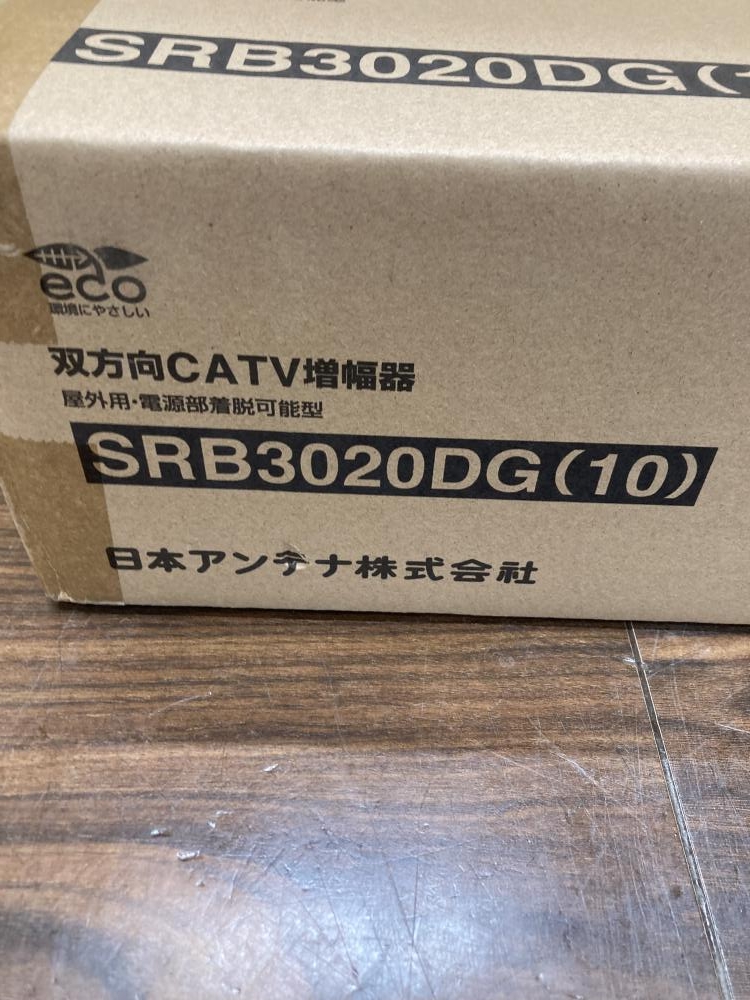 SRB3020DG(
eco
環境にやさしい
双方向CATV増幅器
屋外用・電源部着脱可能型
SRB3020DG(10)
日本アンテナ株式会社